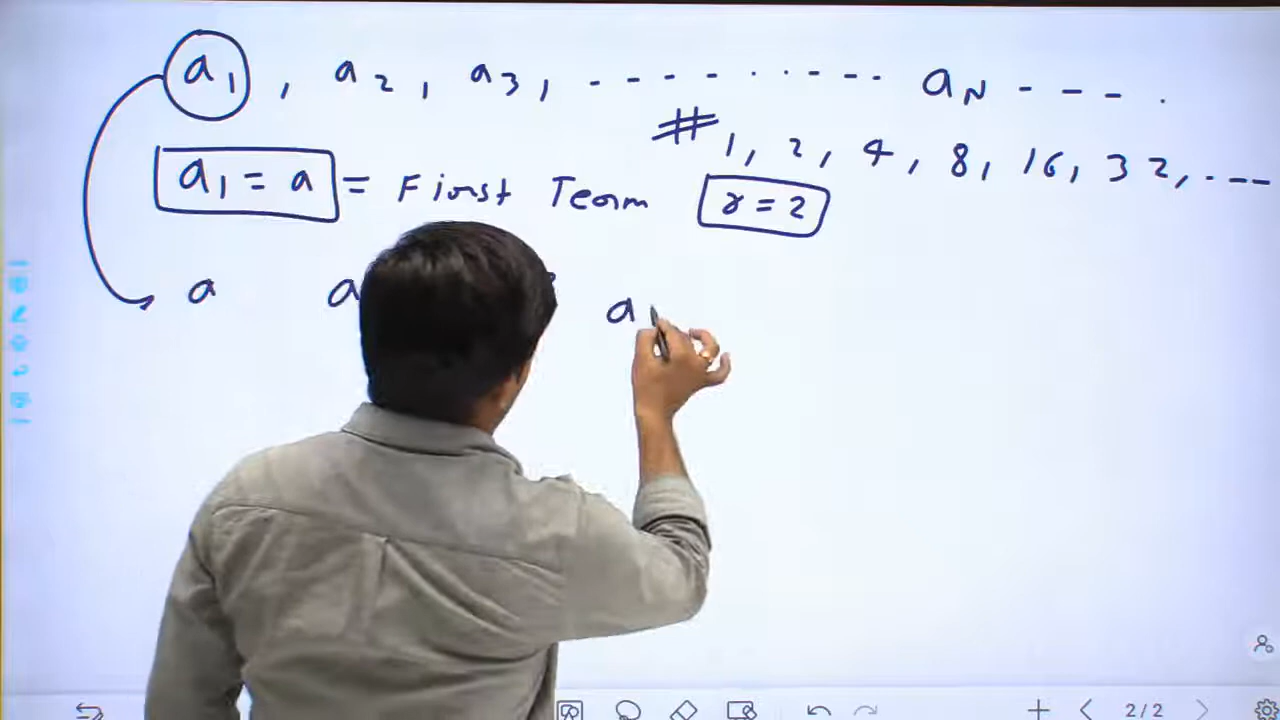 a1, a2, a3, ---------- aN ----.
# 1, 2, 4, 8, 16, 32, ----
a1 = a = First Term r = 2
a a a
2/2